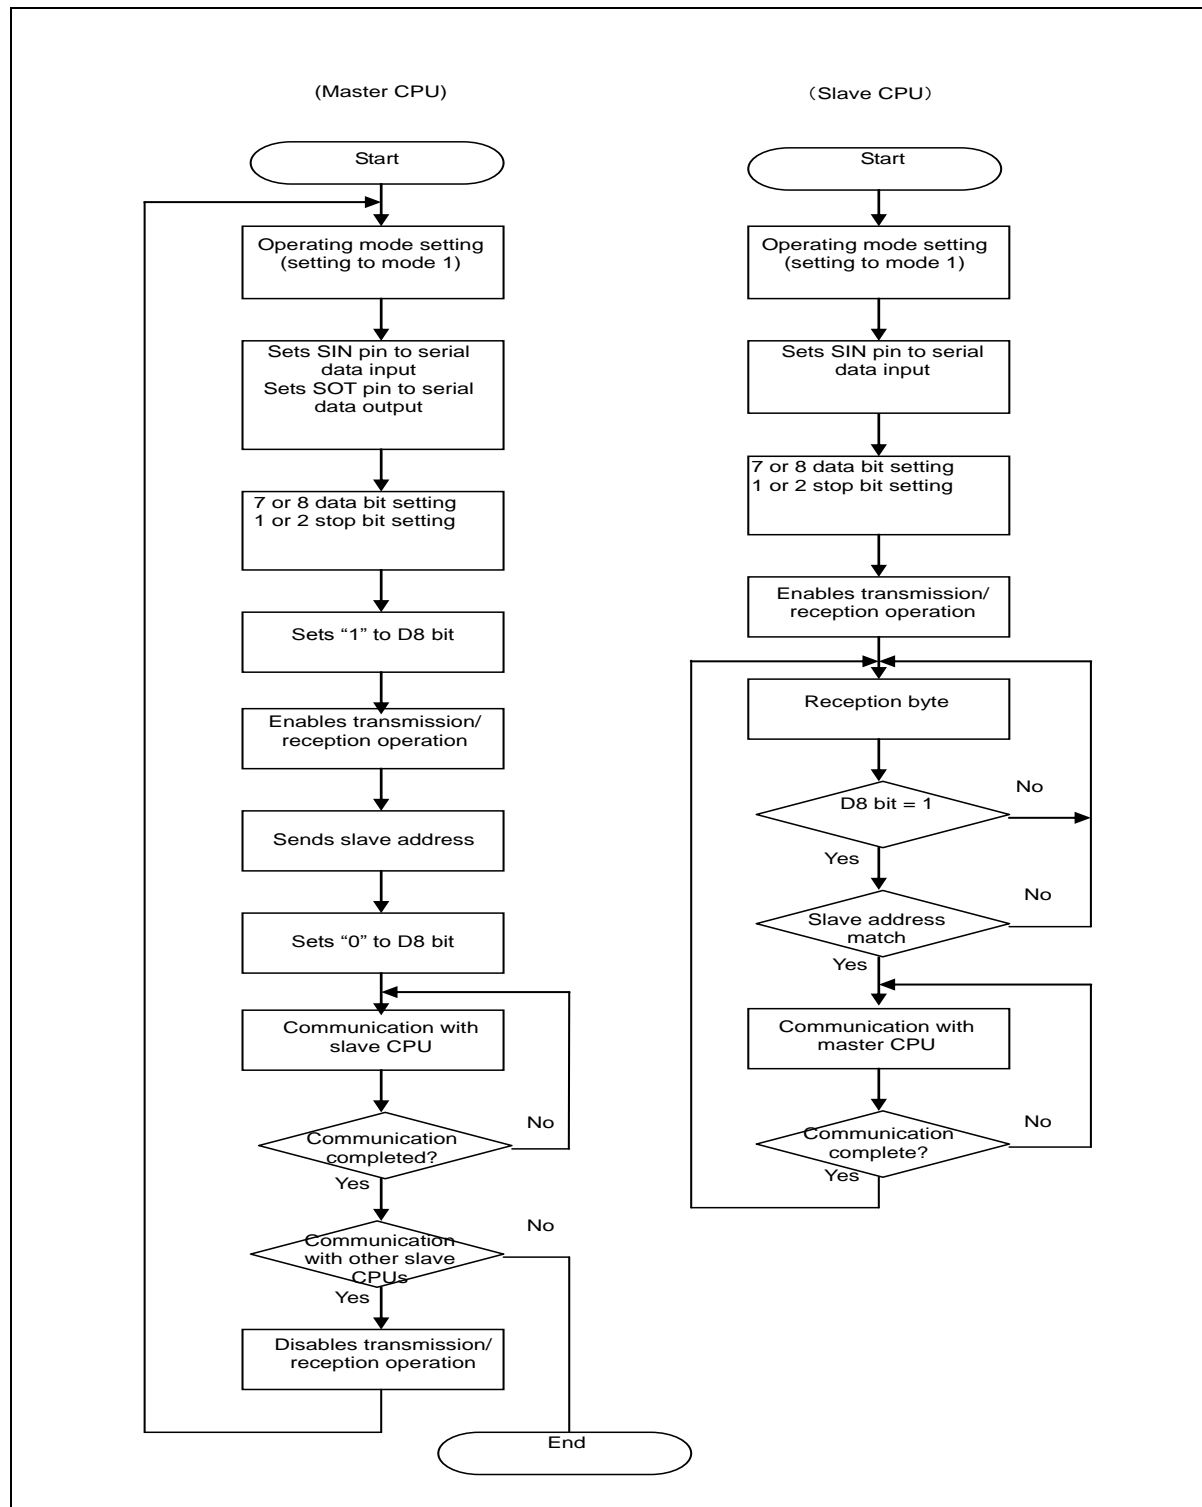 (Master CPU)
Start
Operating mode setting
(setting to mode 1)
Sets SIN pin to serial
data input
Sets SOT pin to serial
data output
7 or 8 data bit setting
1 or 2 stop bit setting
Sets “1” to D8 bit
Enables transmission/
reception operation
Sends slave address
Sets “0” to D8 bit
Communication with
slave CPU
Communication
completed?
No
Yes
Communication
with other slave
CPUs
No
Yes
Disables transmission/
reception operation
End
（Slave CPU）
Start
Operating mode setting
(setting to mode 1)
Sets SIN pin to serial
data input
7 or 8 data bit setting
1 or 2 stop bit setting
Enables transmission/
reception operation
Reception byte
D8 bit = 1
No
Yes
Slave address
match
No
Yes
Communication with
master CPU
Communication
complete?
No
Yes